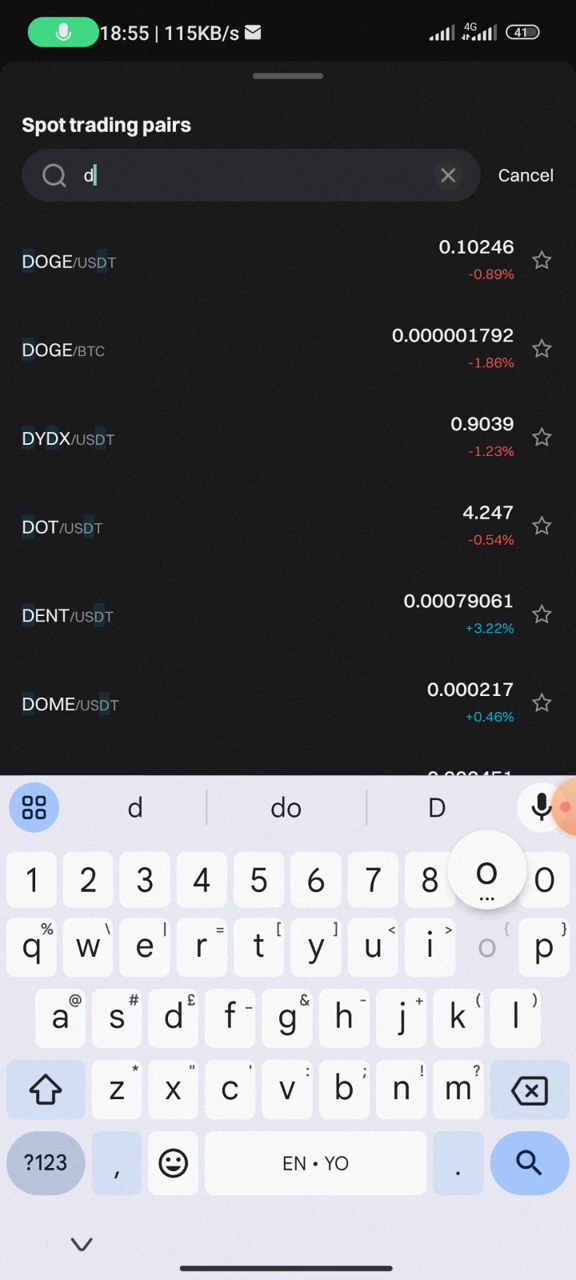 18:55 | 115KB/s 4G 41
Spot trading pairs
d Cancel
DOGE/USDT 0.10246
-0.89%
DOGE/BTC 0.000001792
-1.86%
DYDX/USDT 0.9039
-1.23%
DOT/USDT 4.247
-0.54%
DENT/USDT 0.00079061
+3.22%
DOME/USDT 0.000217
+0.46%
d do D
1 2 3 4 5 6 7 8 o 0
q % w \ e | r = t [ y ] u < i > o { p }
a @ s # d £ f _ g & h - j + k ( l )
z * x " c ' v : b ; n ! m ?
?123 , EN • YO .